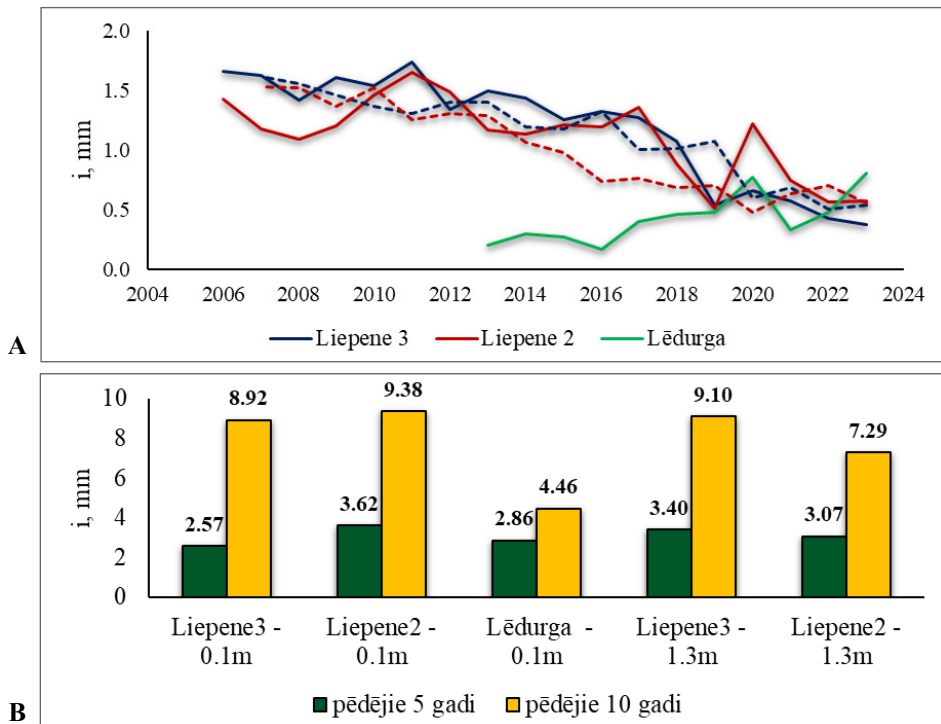 2.0
1.5
1.0
0.5
0.0
i, mm
2004 2006 2008 2010 2012 2014 2016 2018 2020 2022 2024
Liepene 3 Liepene 2 Lēdurga
A
10
8
6
4
2
0
i, mm
8.92 9.38 9.10
7.29
4.46
2.57 3.62 2.86 3.40 3.07
Liepene3 - 0.1m
Liepene2 - 0.1m
Lēdurga - 0.1m
Liepene3 - 1.3m
Liepene2 - 1.3m
pēdējie 5 gadi pēdējie 10 gadi
B